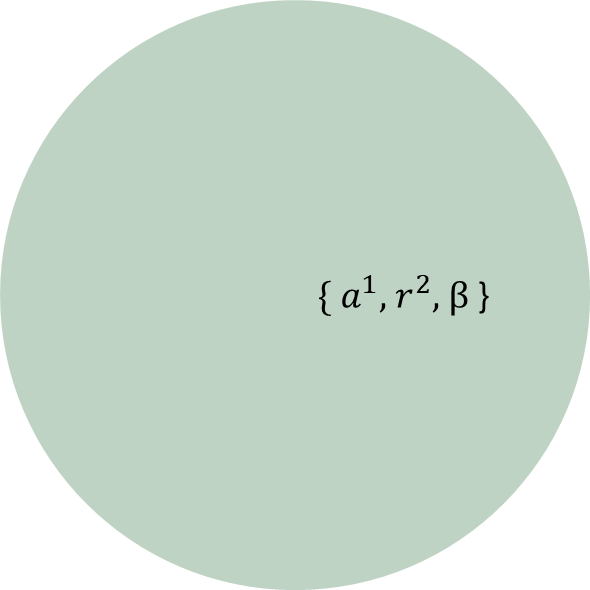 { a¹, r², β }